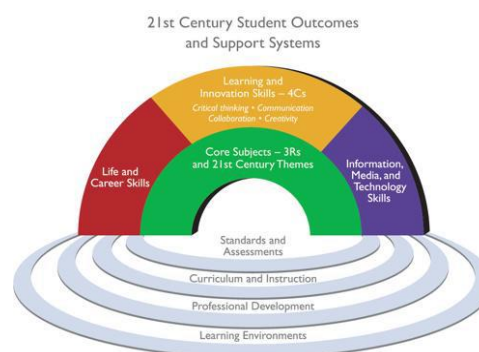 21st Century Student Outcomes
and Support Systems
Learning and
Innovation Skills – 4Cs
Critical thinking • Communication
Collaboration • Creativity
Core Subjects – 3Rs
and 21st Century Themes
Life and
Career Skills
Information,
Media, and
Technology
Skills
Standards and
Assessments
Curriculum and Instruction
Professional Development
Learning Environments